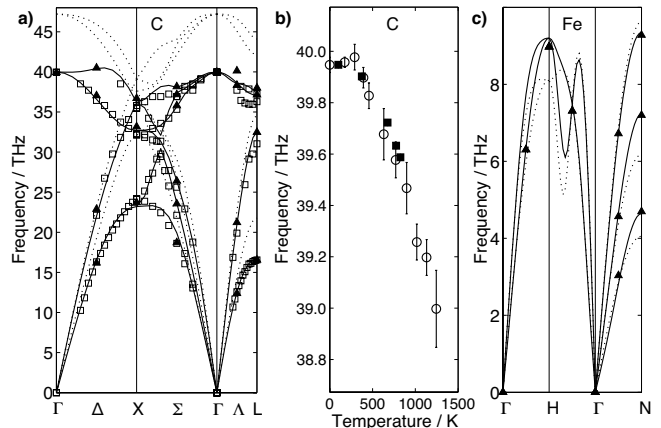 a) C
Frequency / THz
45
40
35
30
25
20
15
10
5
0
Γ Δ X Σ Γ Λ L
b) C
Frequency / THz
40.0
39.8
39.6
39.4
39.2
39.0
38.8
0 500 1000 1500
Temperature / K
c) Fe
Frequency / THz
8
6
4
2
0
Γ H Γ N